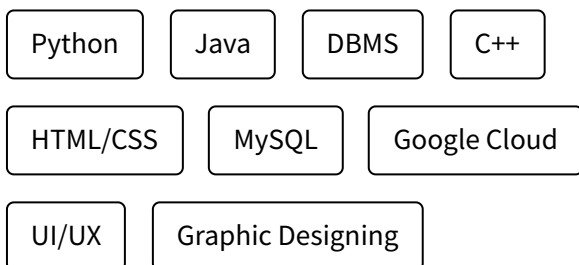 Python Java DBMS C++
HTML/CSS MySQL Google Cloud
UI/UX Graphic Designing